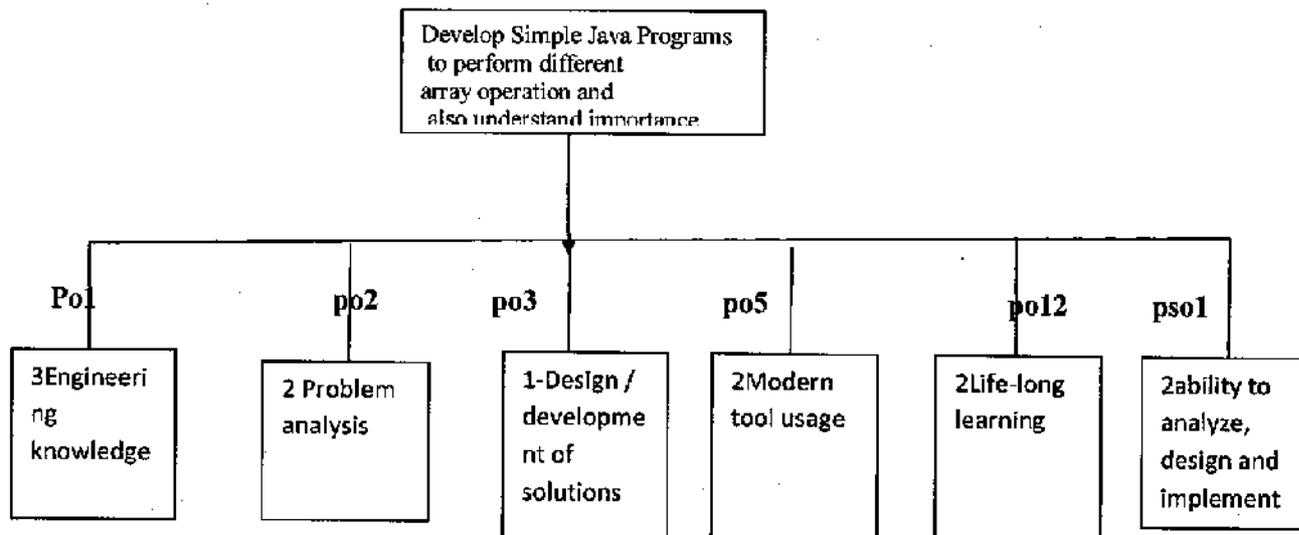 Develop Simple Java Programs
to perform different
array operation and
also understand importance
Po1
po2
po3
po5
po12
pso1
3Engineeri
ng
knowledge
2 Problem
analysis
1-Design /
developme
nt of
solutions
2Modern
tool usage
2Life-long
learning
2ability to
analyze,
design and
implement